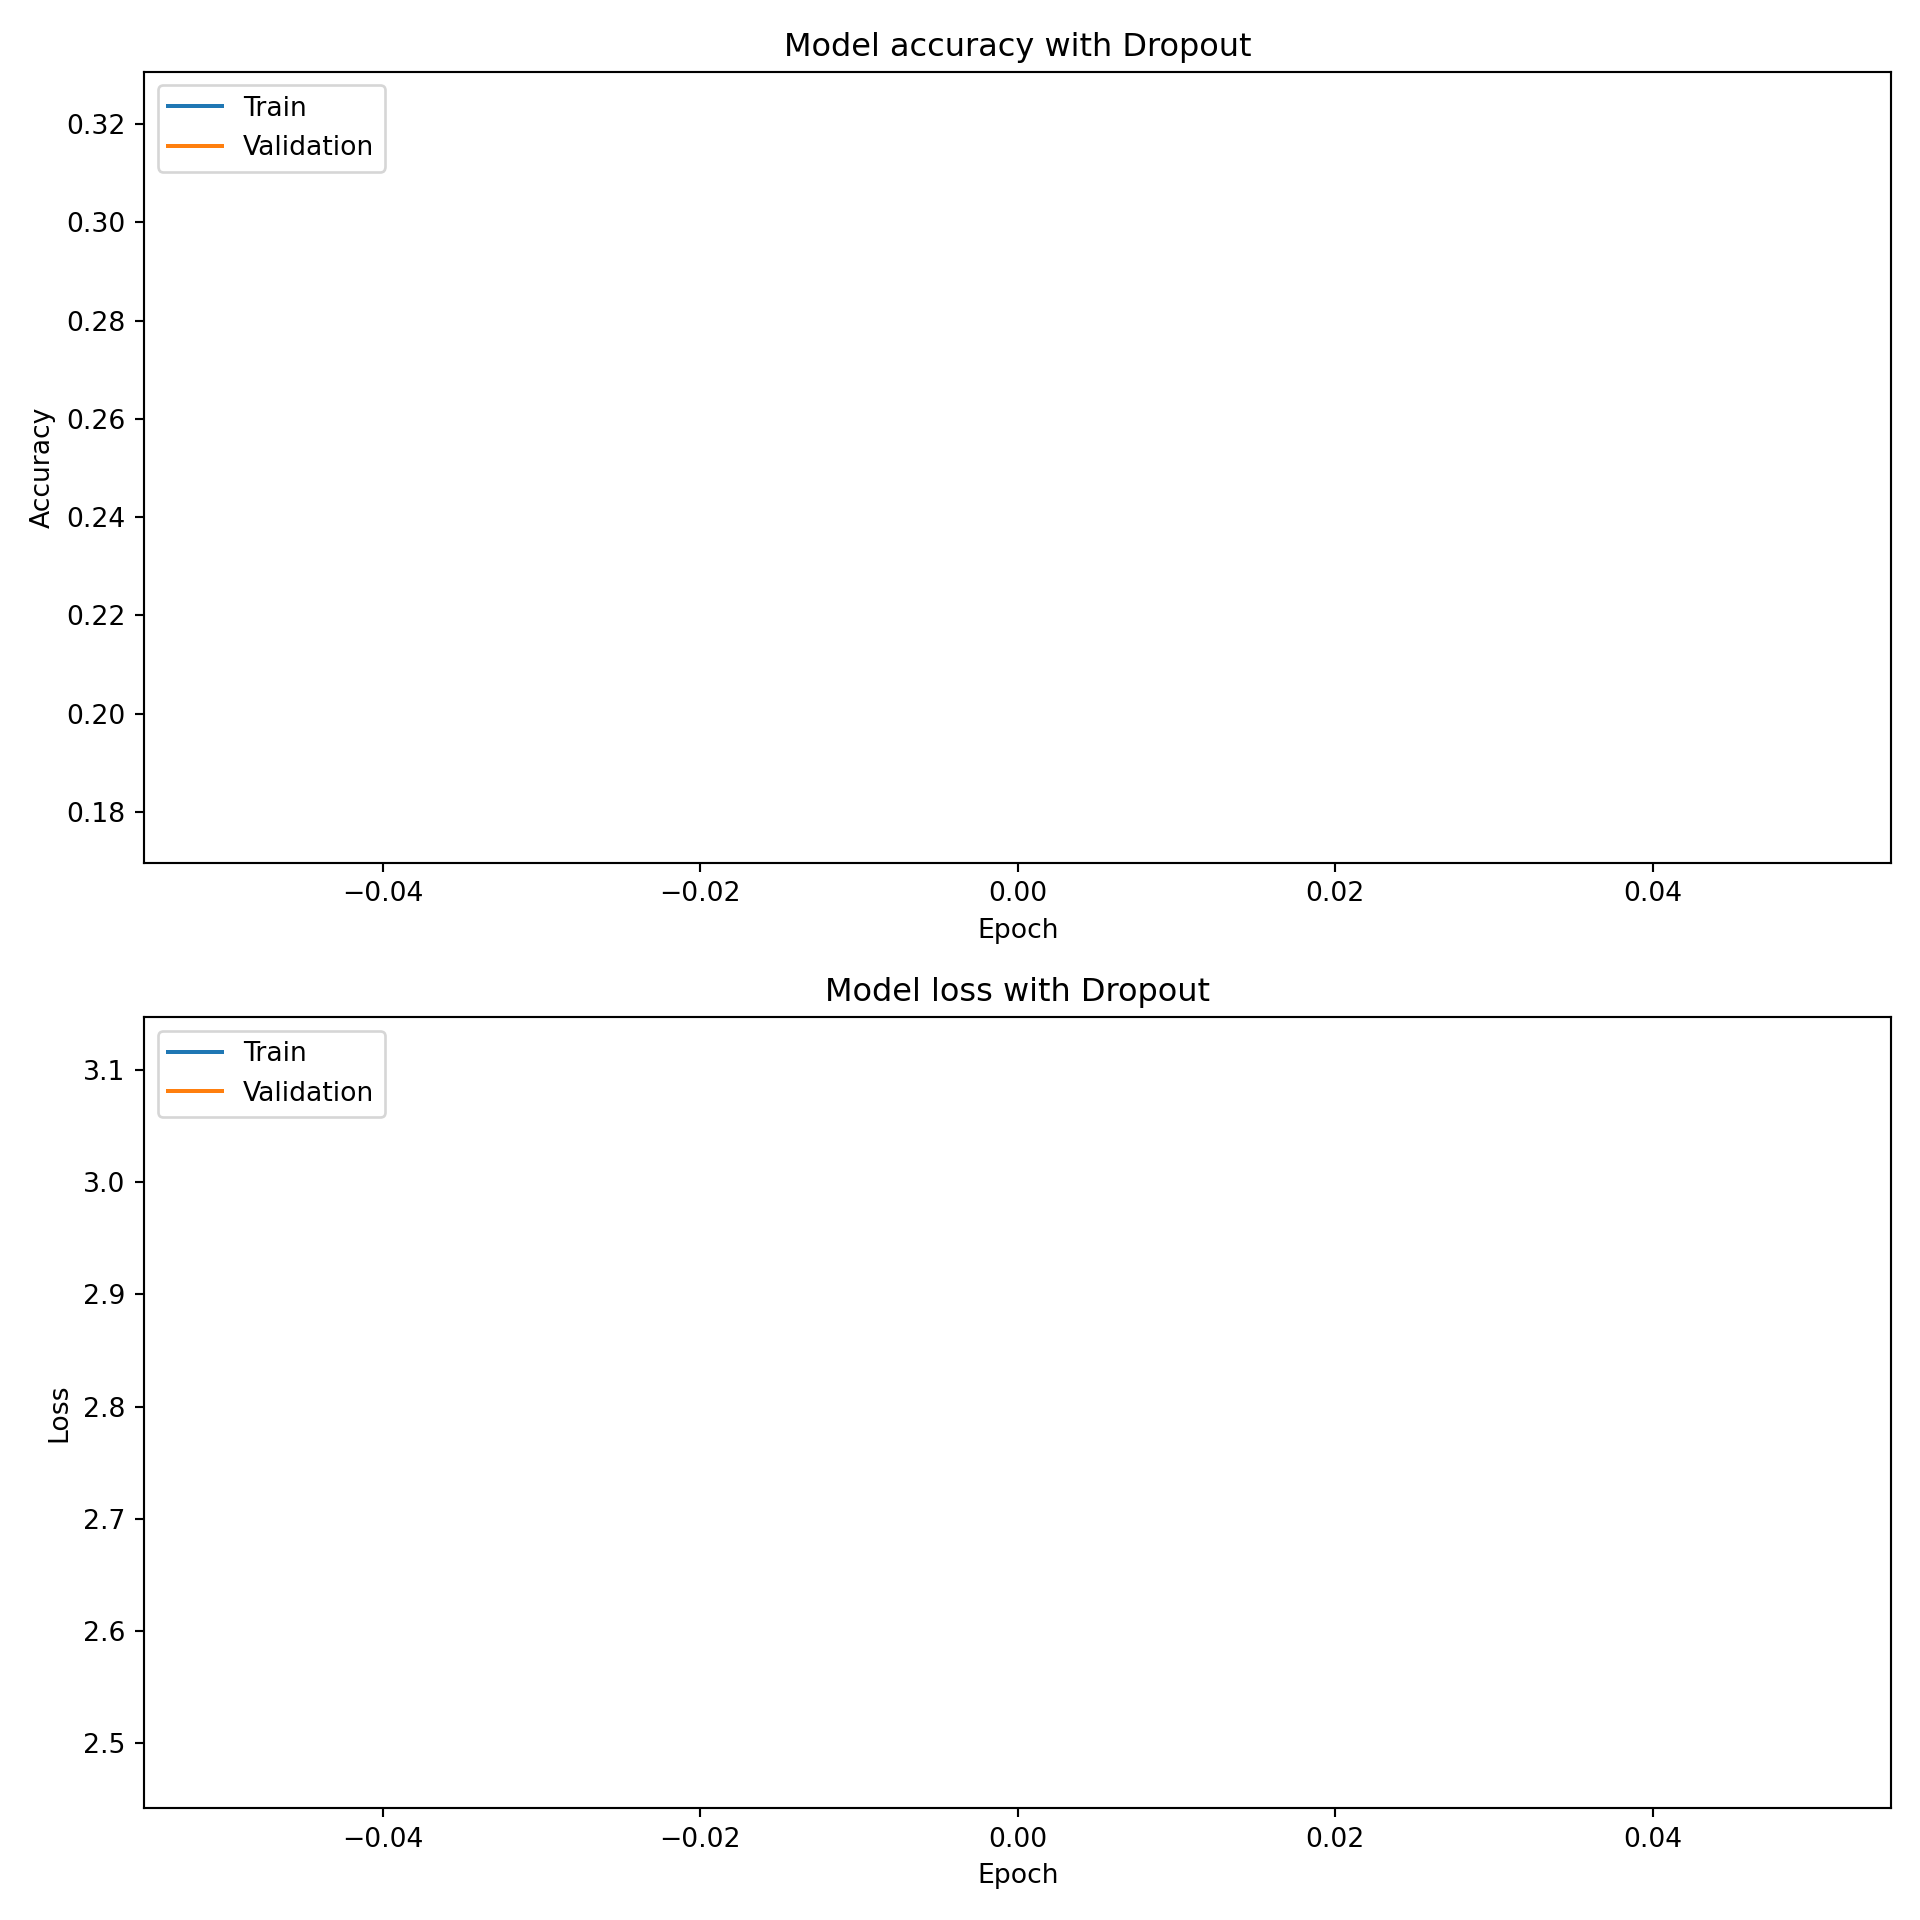 Model accuracy with Dropout
Train
Validation
0.32
0.30
0.28
0.26
0.24
0.22
0.20
0.18
Accuracy
−0.04 −0.02 0.00 0.02 0.04
Epoch
Model loss with Dropout
Train
Validation
3.1
3.0
2.9
2.8
2.7
2.6
2.5
Loss
−0.04 −0.02 0.00 0.02 0.04
Epoch